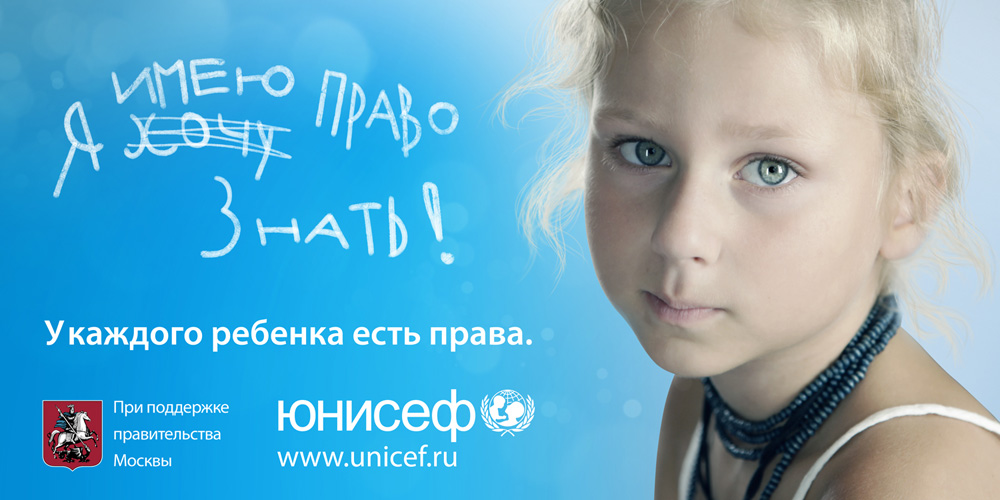 Я ~~хочу~~ ИМЕЮ ПРАВО
ЗНАТЬ!
У каждого ребенка есть права.
При поддержке
правительства
Москвы
юнисеф
www.unicef.ru